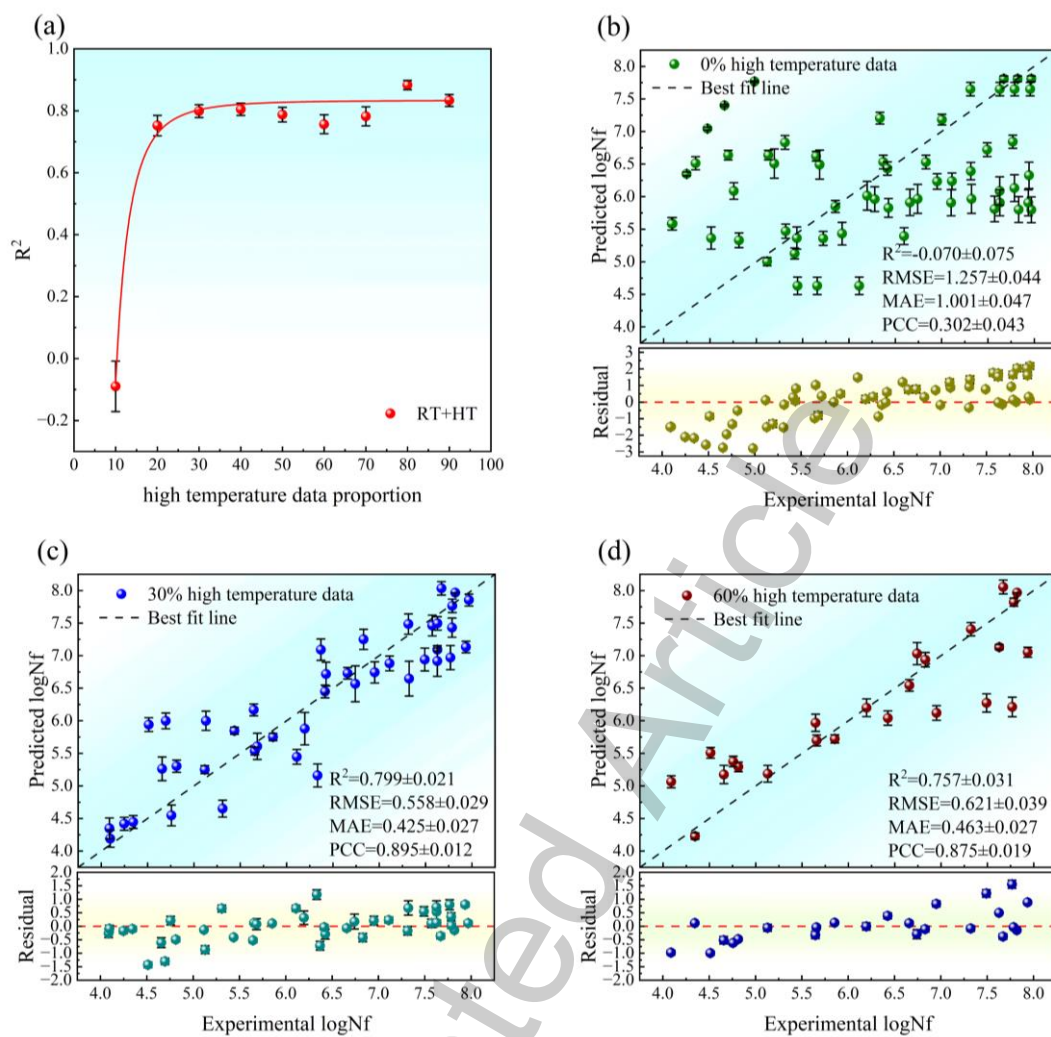 (a)
1.0
0.8
0.6
0.4
0.2
0.0
−0.2
R²
RT+HT
0 10 20 30 40 50 60 70 80 90 100
high temperature data proportion
(b)
8.0
7.5
7.0
6.5
6.0
5.5
5.0
4.5
4.0
Predicted logNf
0% high temperature data
Best fit line
R²=-0.070±0.075
RMSE=1.257±0.044
MAE=1.001±0.047
PCC=0.302±0.043
3
2
1
0
−1
−2
−3
Residual
4.0 4.5 5.0 5.5 6.0 6.5 7.0 7.5 8.0
Experimental logNf
(c)
8.0
7.5
7.0
6.5
6.0
5.5
5.0
4.5
4.0
Predicted logNf
30% high temperature data
Best fit line
R²=0.799±0.021
RMSE=0.558±0.029
MAE=0.425±0.027
PCC=0.895±0.012
2.0
1.5
1.0
0.5
0.0
−0.5
−1.0
−1.5
−2.0
Residual
4.0 4.5 5.0 5.5 6.0 6.5 7.0 7.5 8.0
Experimental logNf
(d)
8.0
7.5
7.0
6.5
6.0
5.5
5.0
4.5
4.0
Predicted logNf
60% high temperature data
Best fit line
R²=0.757±0.031
RMSE=0.621±0.039
MAE=0.463±0.027
PCC=0.875±0.019
2.0
1.5
1.0
0.5
0.0
−0.5
−1.0
−1.5
−2.0
Residual
4.0 4.5 5.0 5.5 6.0 6.5 7.0 7.5 8.0
Experimental logNf
ted Article